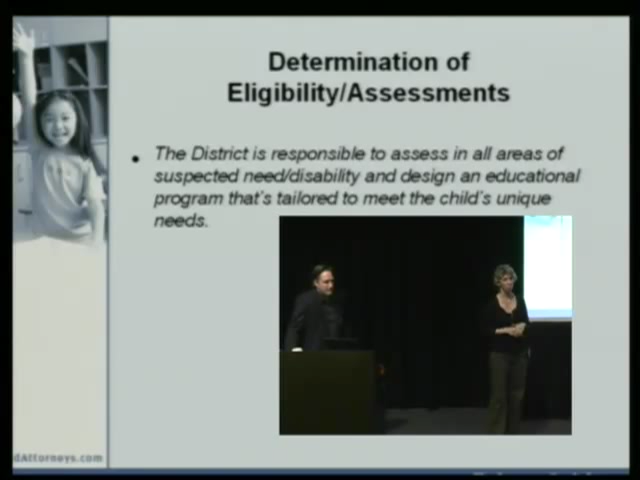 Determination of
Eligibility/Assessments
• The District is responsible to assess in all areas of
suspected need/disability and design an educational
program that's tailored to meet the child's unique
needs.
dAttorneys.com